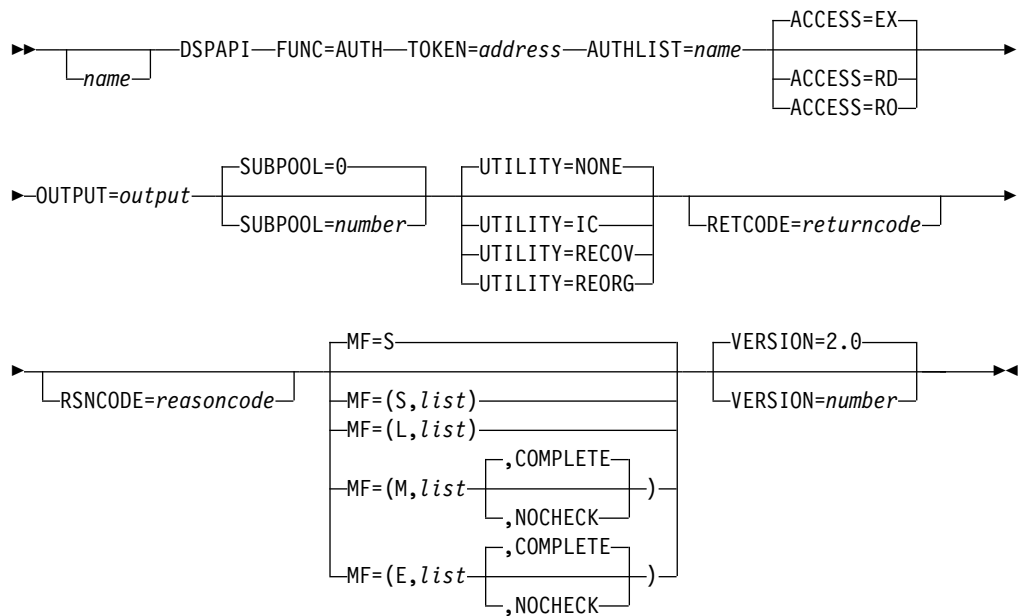 ACCESS=EX
DSPAPI FUNC=AUTH TOKEN=address AUTHLIST=name
name
ACCESS=RD
ACCESS=RO
SUBPOOL=0 UTILITY=NONE
OUTPUT=output
SUBPOOL=number UTILITY=IC RETCODE=returncode
UTILITY=RECOV
UTILITY=REORG
MF=S VERSION=2.0
RSNCODE=reasoncode MF=(S,list) VERSION=number
MF=(L,list)
,COMPLETE
MF=(M,list )
,NOCHECK
,COMPLETE
MF=(E,list )
,NOCHECK